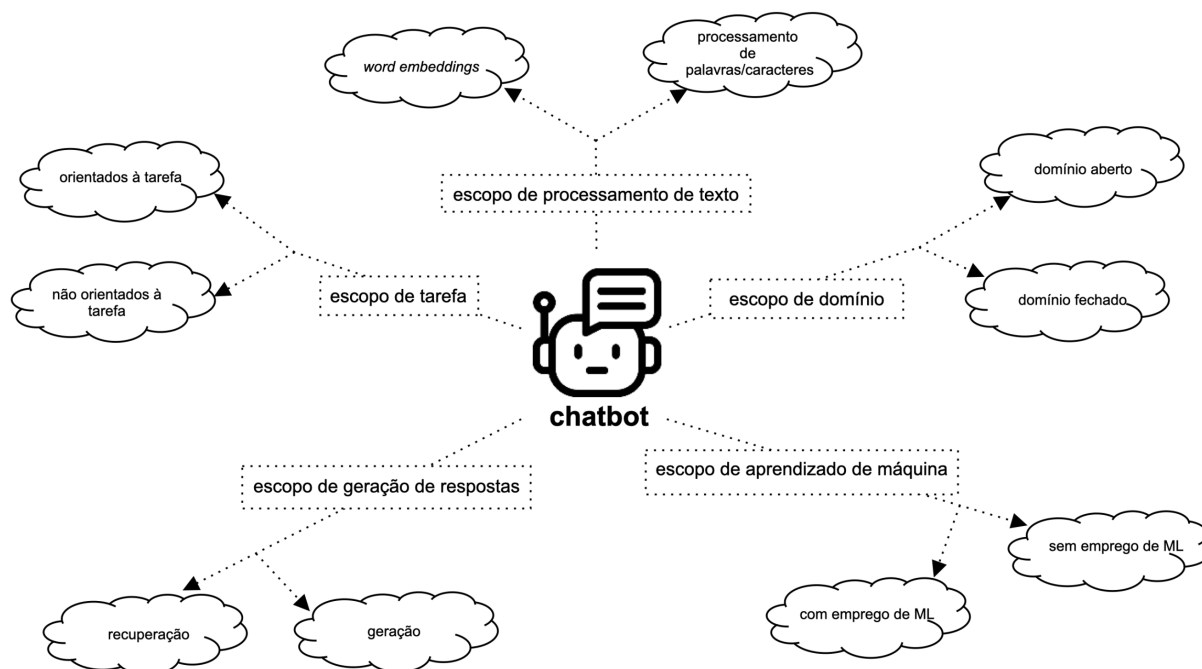 processamento
de
palavras/caracteres
word embeddings
domínio aberto
orientados à tarefa
escopo de processamento de texto
não orientados à
tarefa
escopo de tarefa
escopo de domínio
domínio fechado
chatbot
escopo de aprendizado de máquina
escopo de geração de respostas
sem emprego de ML
com emprego de ML
recuperação
geração